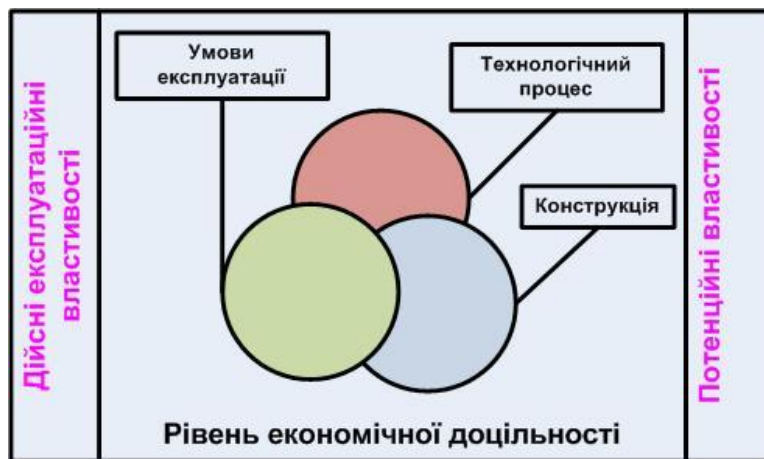 Дійсні експлуатаційні
властивості
Умови
експлуатації
Технологічний
процес
Конструкція
Рівень економічної доцільності
Потенційні властивості